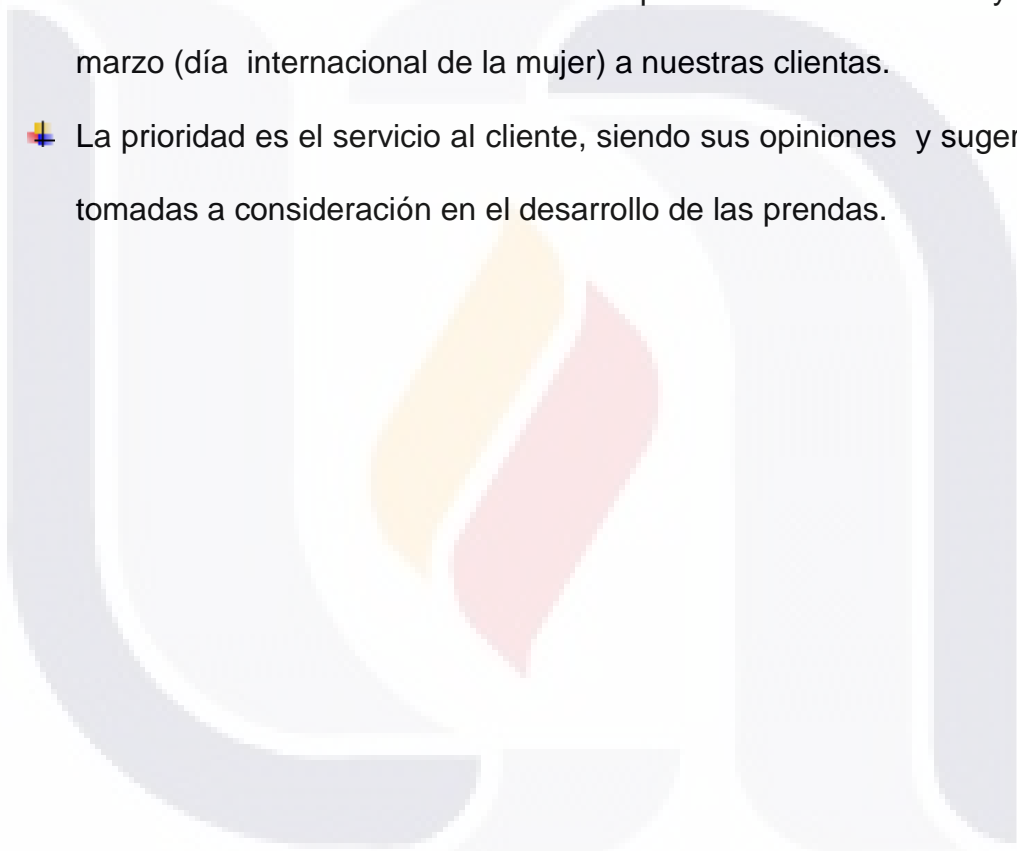 marzo (día  internacional de la mujer) a nuestras clientas.
La prioridad es el servicio al cliente, siendo sus opiniones  y suger
tomadas a consideración en el desarrollo de las prendas.